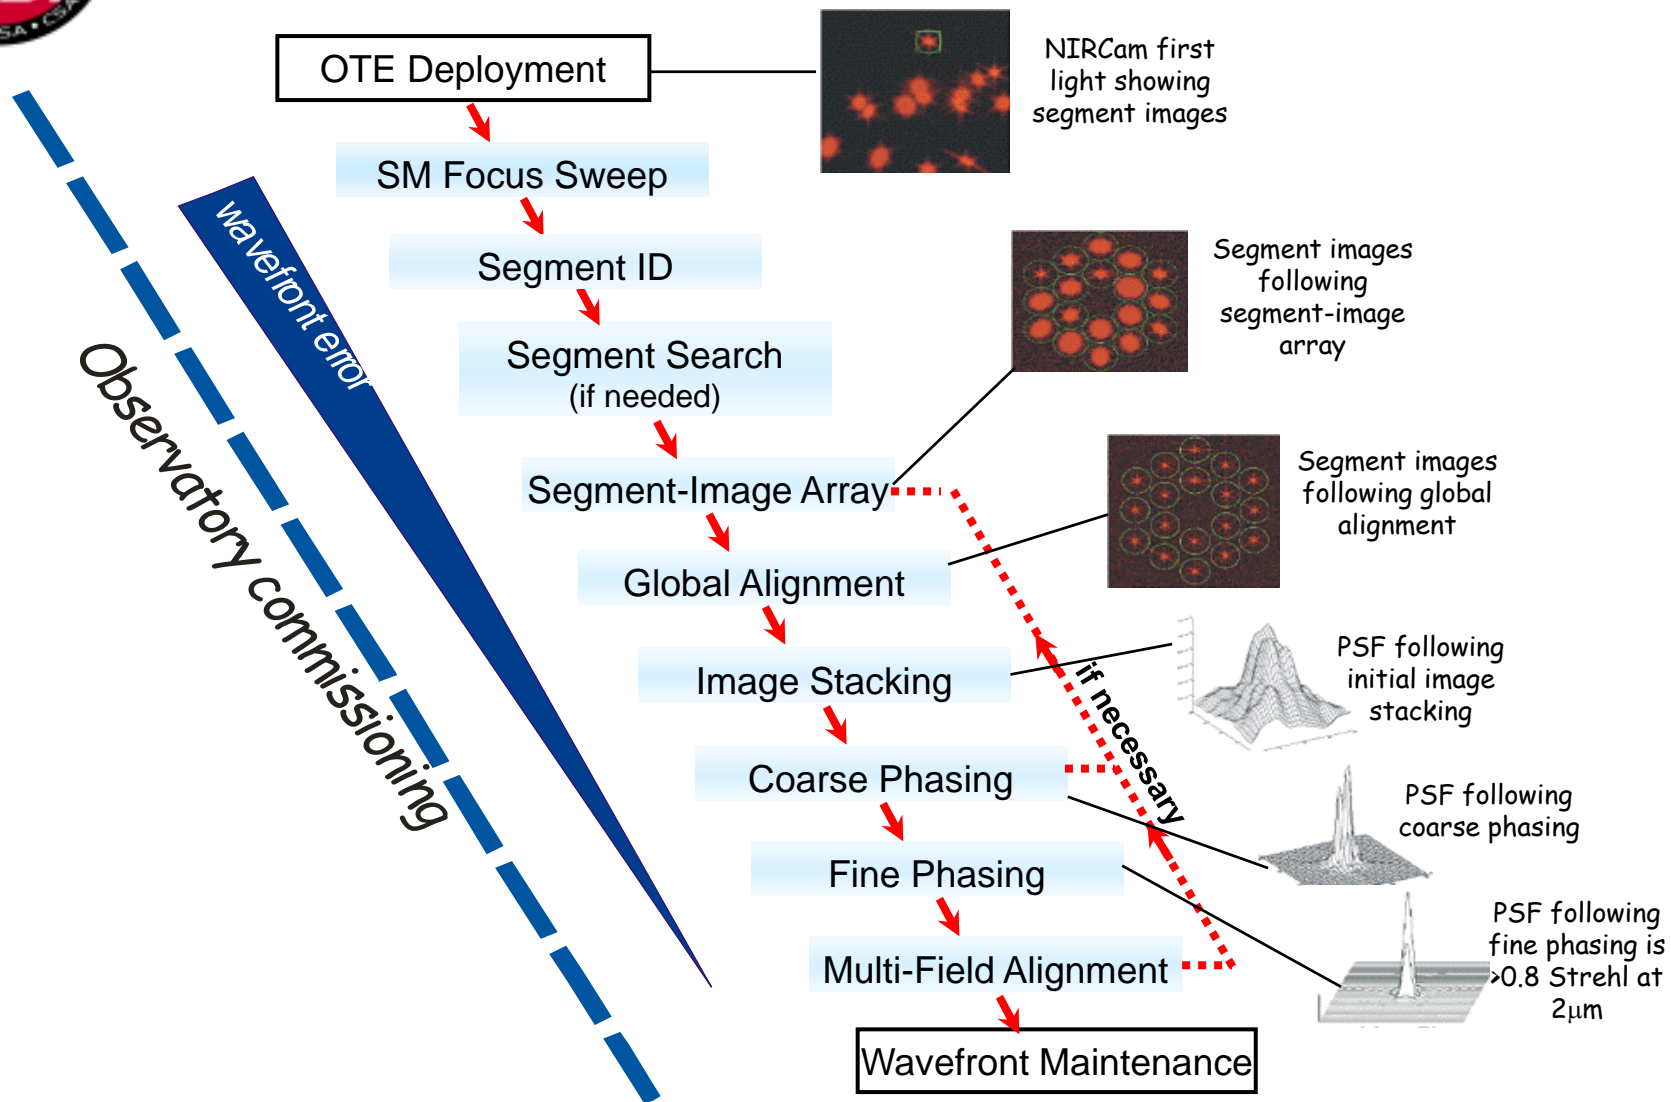 SA • CSA
OTE Deployment
NIRCam first
light showing
segment images
SM Focus Sweep
wavefront error
Segment ID
Segment images
following
segment-image
array
Segment Search
(if needed)
Observatory commissioning
Segment-Image Array
Segment images
following global
alignment
Global Alignment
Image Stacking
if necessary
PSF following
initial image
stacking
Coarse Phasing
PSF following
coarse phasing
Fine Phasing
PSF following
fine phasing is
>0.8 Strehl at
2µm
Multi-Field Alignment
Wavefront Maintenance